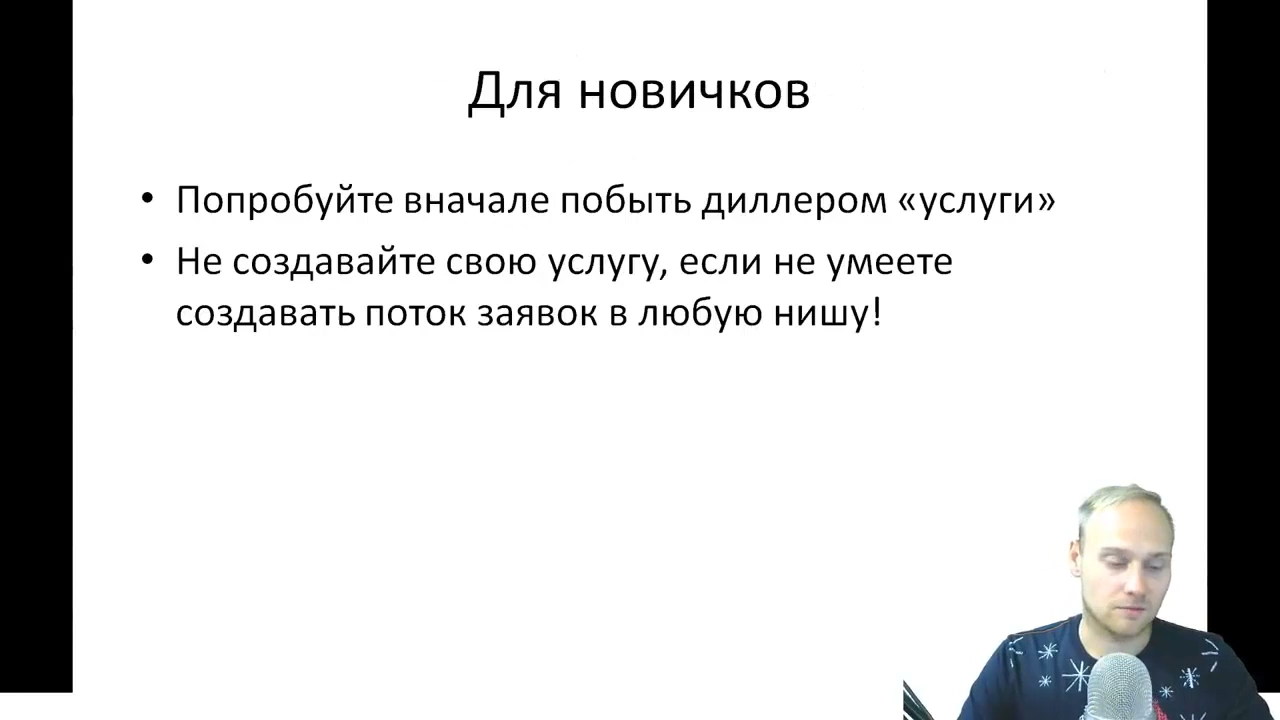 Для новичков
• Попробуйте вначале побыть диллером «услуги»
• Не создавайте свою услугу, если не умеете
создавать поток заявок в любую нишу!